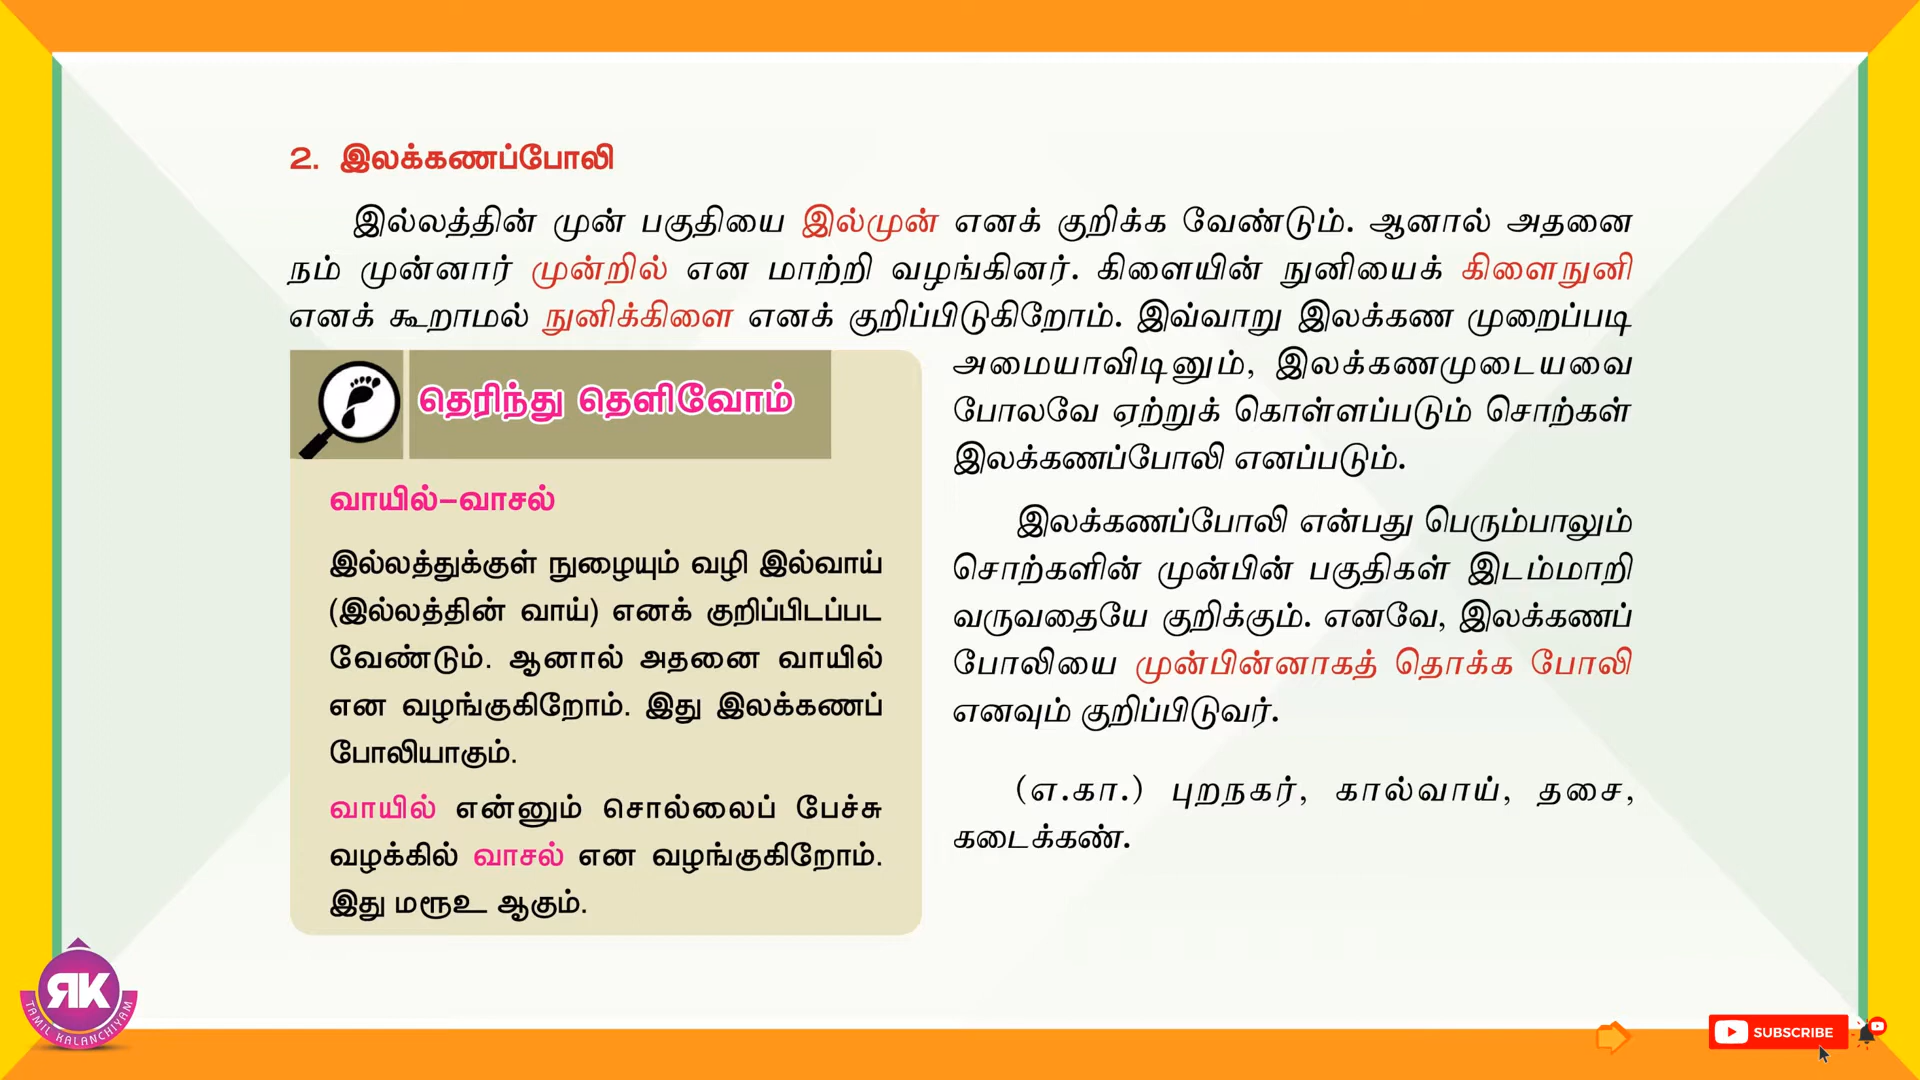 2. இலக்கணப்போலி
இல்லத்தின் முன் பகுதியை இல்முன் எனக் குறிக்க வேண்டும். ஆனால் அதனை
நம் முன்னார் முன்றில் என மாற்றி வழங்கினர். கிளையின் நுனியைக் கிளைநுனி
எனக் கூறாமல் நுனிக்கிளை எனக் குறிப்பிடுகிறோம். இவ்வாறு இலக்கண முறைப்படி
அமையாவிடினும், இலக்கணமுடையவை
போலவே ஏற்றுக் கொள்ளப்படும் சொற்கள்
இலக்கணப்போலி எனப்படும்.
இலக்கணப்போலி என்பது பெரும்பாலும்
சொற்களின் முன்பின் பகுதிகள் இடம்மாறி
வருவதையே குறிக்கும். எனவே, இலக்கணப்
போலியை முன்பின்னாகத் தொக்க போலி
எனவும் குறிப்பிடுவர்.
(எ.கா.) புறநகர், கால்வாய், தசை,
கடைக்கண்.
தெரிந்து தெளிவோம்
வாயில்–வாசல்
இல்லத்துக்குள் நுழையும் வழி இல்வாய்
(இல்லத்தின் வாய்) எனக் குறிப்பிடப்பட
வேண்டும். ஆனால் அதனை வாயில்
என வழங்குகிறோம். இது இலக்கணப்
போலியாகும்.
வாயில் என்னும் சொல்லைப் பேச்சு
வழக்கில் வாசல் என வழங்குகிறோம்.
இது மரூஉ ஆகும்.
RK
TAMIL KALANCHIYAM
SUBSCRIBE